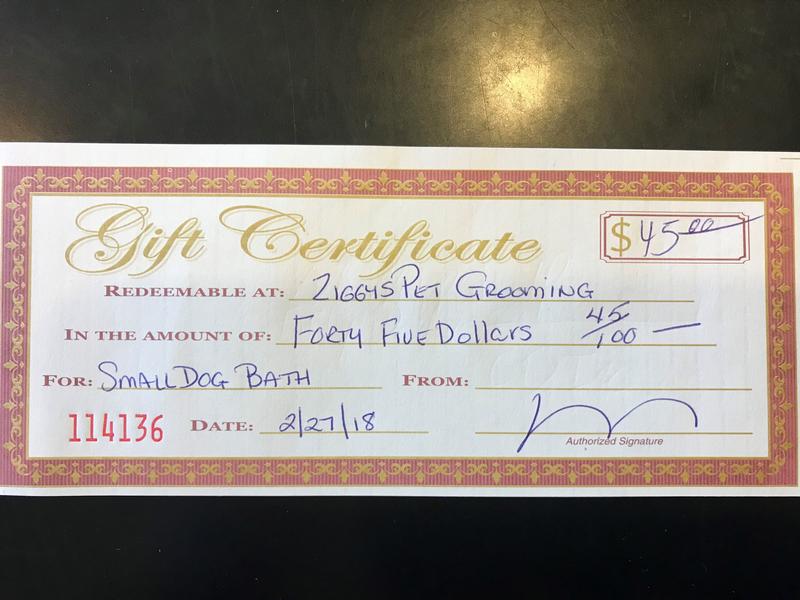 Gift Certificate $45.00
REDEEMABLE AT: ZIGGYS PET GROOMING
IN THE AMOUNT OF: FORTY FIVE DOLLARS 45/100
FOR: SMALL DOG BATH FROM:
114136 DATE: 2/27/18
Authorized Signature